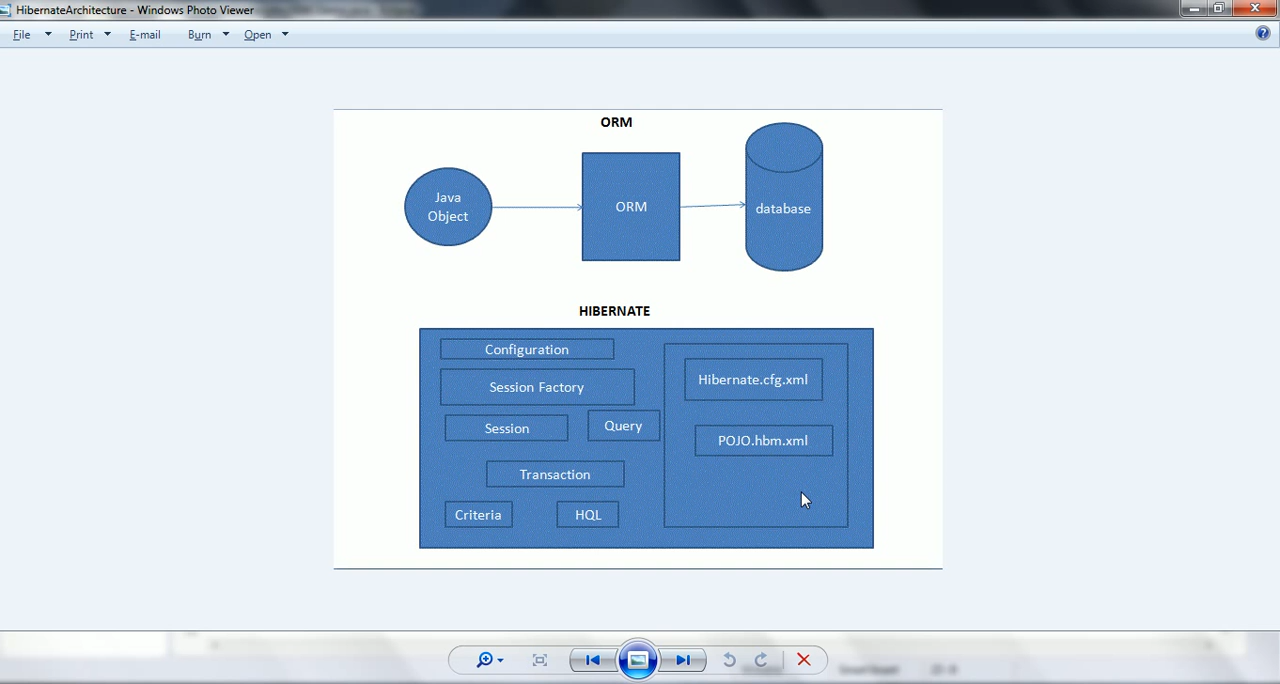 HibernateArchitecture - Windows Photo Viewer
File Print E-mail Burn Open
ORM
Java
Object
ORM
database
HIBERNATE
Configuration
Session Factory
Session
Query
Transaction
Criteria
HQL
Hibernate.cfg.xml
POJO.hbm.xml